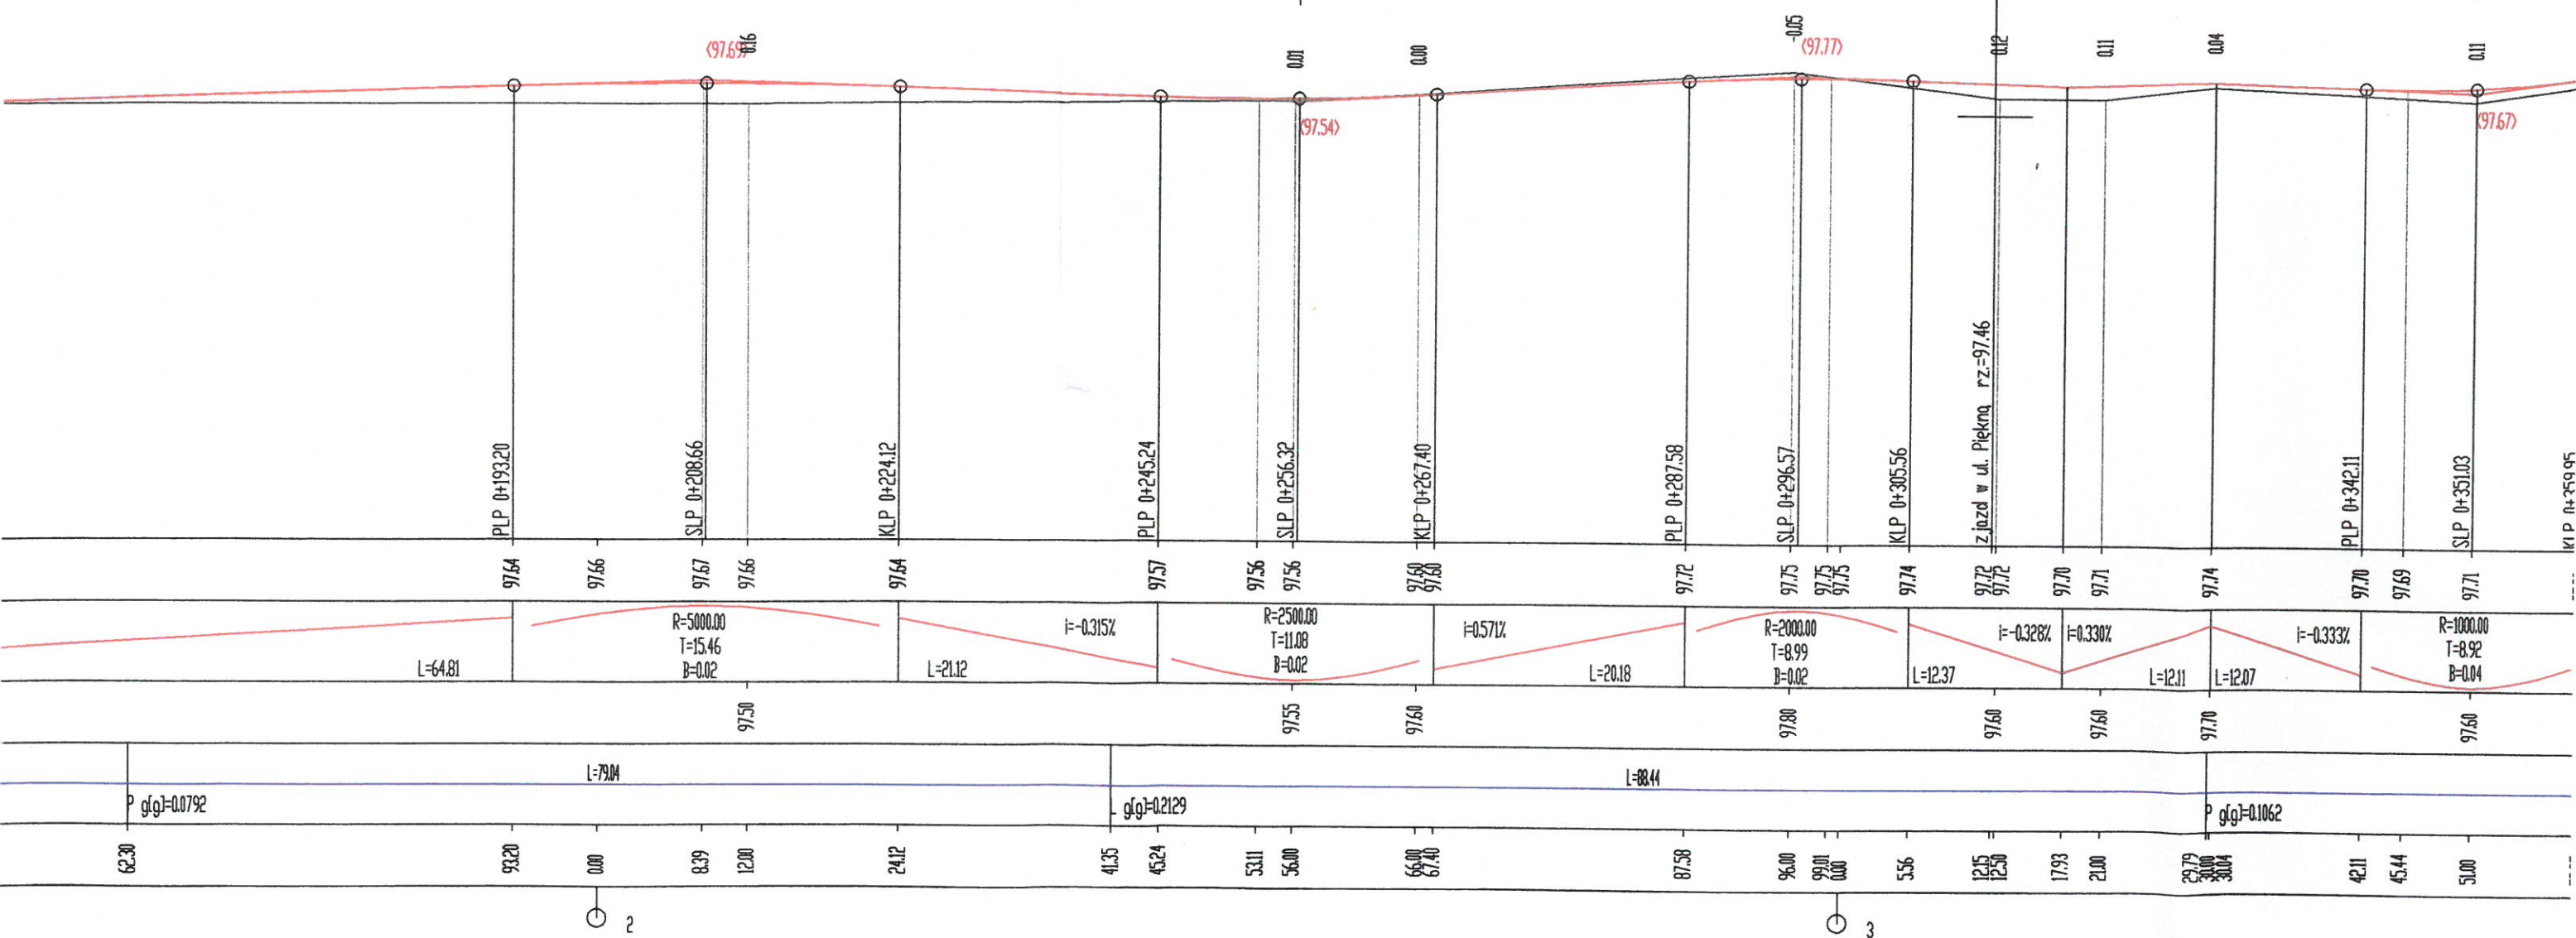 <97.69>
0.16
0.01
0.00
-0.05
<97.77>
0.12
0.11
0.04
0.11
<97.54>
<97.67>
PLP 0+193.20
SLP 0+208.66
KLP 0+224.12
PLP 0+245.24
SLP 0+256.32
KLP 0+267.40
PLP 0+287.58
SLP 0+296.57
KLP 0+305.56
zjazd w ul. Piękną rz.=97.46
PLP 0+342.11
SLP 0+351.03
KLP 0+359.95
97.64
97.66
97.67
97.66
97.64
97.57
97.56
97.56
97.60
97.60
97.72
97.75
97.75
97.75
97.74
97.72
97.72
97.70
97.71
97.74
97.70
97.69
97.71
L=64.81
R=5000.00
T=15.46
B=0.02
L=21.12
i=-0.315%
R=2500.00
T=11.08
B=0.02
i=0.571%
L=20.18
R=2000.00
T=8.99
B=0.02
L=12.37
i=-0.328%
i=0.330%
L=12.11
L=12.07
i=-0.333%
R=1000.00
T=8.92
B=0.04
97.50
97.55
97.60
97.80
97.60
97.60
97.70
97.60
L=79.04
L=88.44
P g[g]=0.0792
L g[g]=0.2129
P g[g]=0.1062
62.30
93.20
0.00
8.39
12.00
24.12
41.35
45.24
53.11
56.00
66.00
67.40
87.58
96.00
99.01
0.00
5.56
12.15
12.50
17.93
21.00
29.79
30.00
30.04
42.11
45.44
51.00
2
3